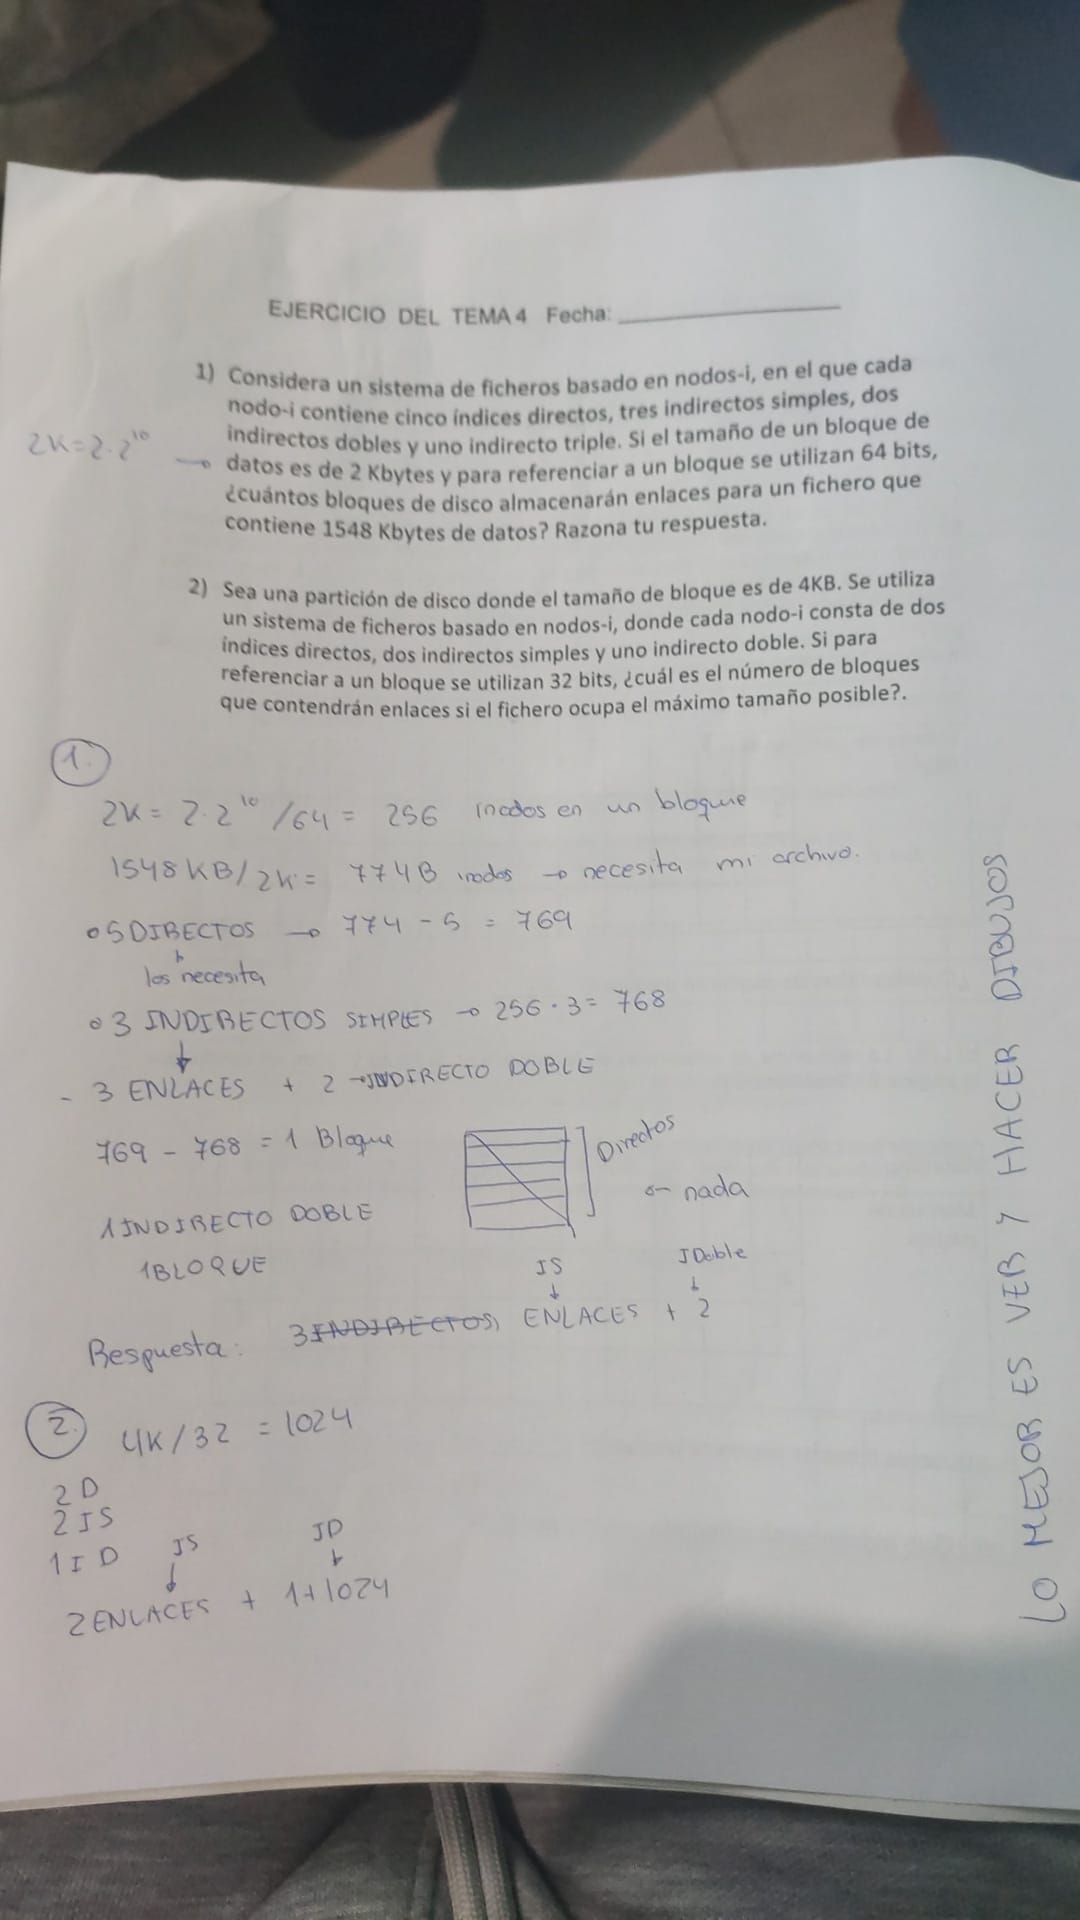 EJERCICIO DEL TEMA 4 Fecha: ____________
1) Considera un sistema de ficheros basado en nodos-i, en el que cada
nodo-i contiene cinco índices directos, tres indirectos simples, dos
indirectos dobles y uno indirecto triple. Si el tamaño de un bloque de
2K=2·2¹⁰ → datos es de 2 Kbytes y para referenciar a un bloque se utilizan 64 bits,
¿cuántos bloques de disco almacenarán enlaces para un fichero que
contiene 1548 Kbytes de datos? Razona tu respuesta.
2) Sea una partición de disco donde el tamaño de bloque es de 4KB. Se utiliza
un sistema de ficheros basado en nodos-i, donde cada nodo-i consta de dos
índices directos, dos indirectos simples y uno indirecto doble. Si para
referenciar a un bloque se utilizan 32 bits, ¿cuál es el número de bloques
que contendrán enlaces si el fichero ocupa el máximo tamaño posible?.
1.
2K = 2·2¹⁰/64 = 256 inodos en un bloque
1548 KB/2K = 774B inodos → necesita mi archivo.
o 5 DIRECTOS → 774 - 5 = 769
los necesita
o 3 INDIRECTOS SIMPLES → 256 · 3 = 768
↓
- 3 ENLACES + 2 → INDIRECTO DOBLE
769 - 768 = 1 Bloque
Directos
← nada
1 INDIRECTO DOBLE
1 BLOQUE
IS
I Doble
↓ ↓
Respuesta: 3 INDIRECTOS, ENLACES + 2
2. 4K/32 = 1024
2 D
2 IS
1 I D
IS ID
↓ ↓
2 ENLACES + 1+1024
LO MEJOR ES VER Y HACER DIBUJOS